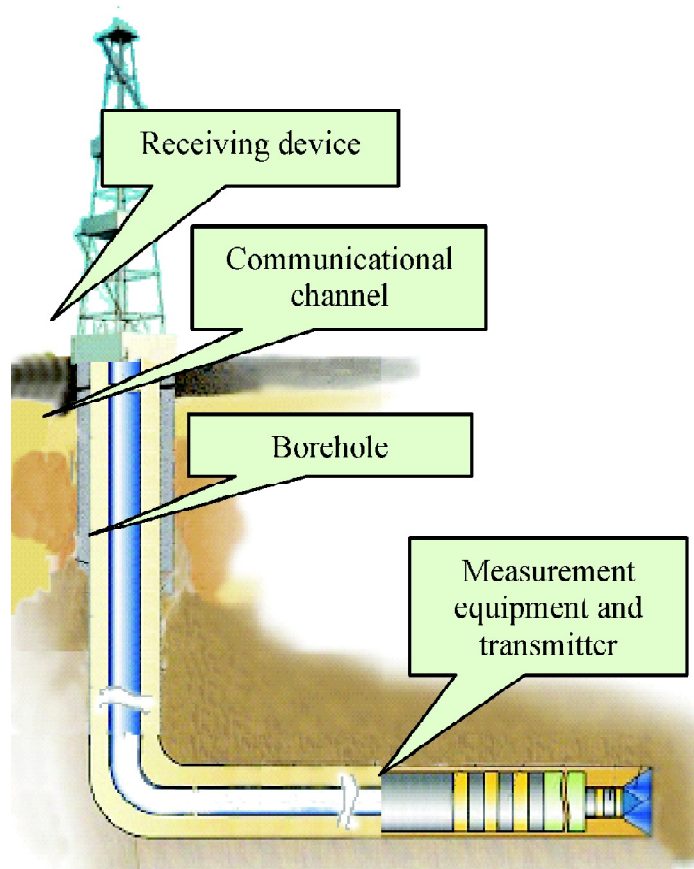 Receiving device
Communicational
channel
Borehole
Measurement
equipment and
transmitter